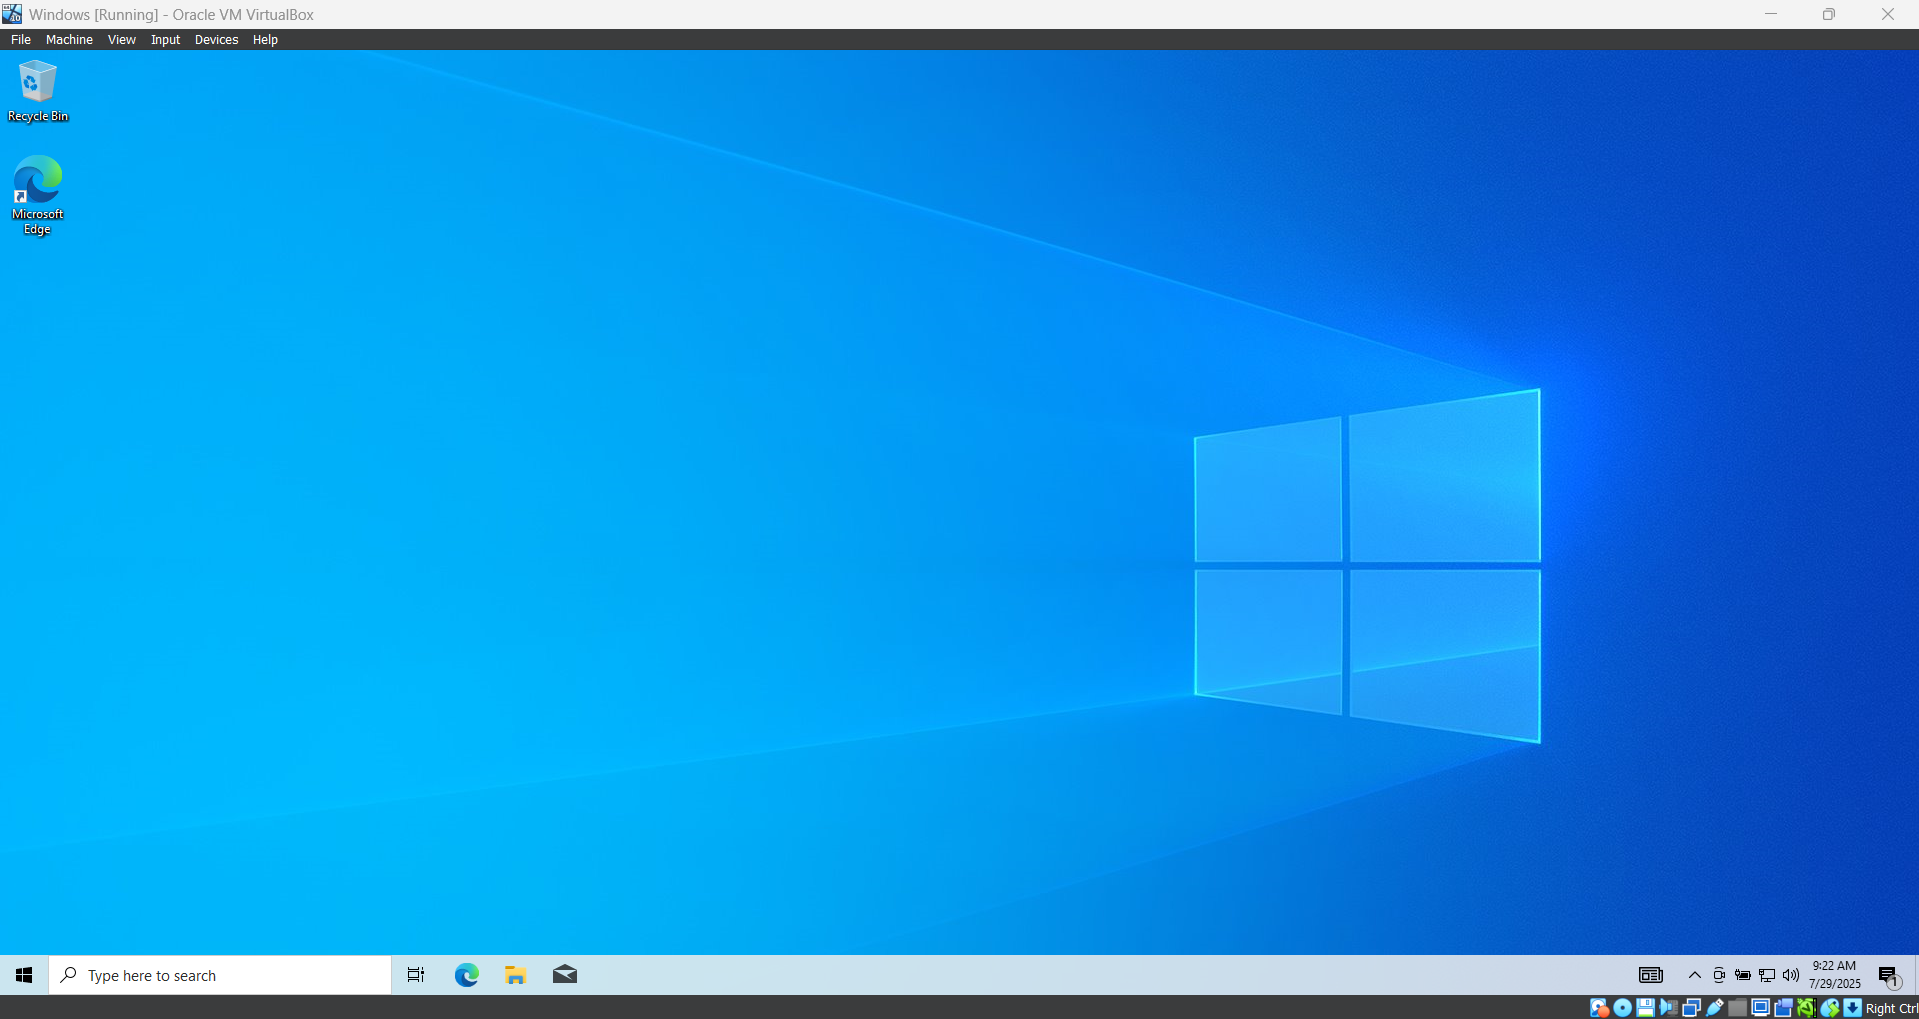 Windows [Running] - Oracle VM VirtualBox
File Machine View Input Devices Help
Recycle Bin
Microsoft
Edge
Type here to search
9:22 AM
7/29/2025
1
Right Ctrl